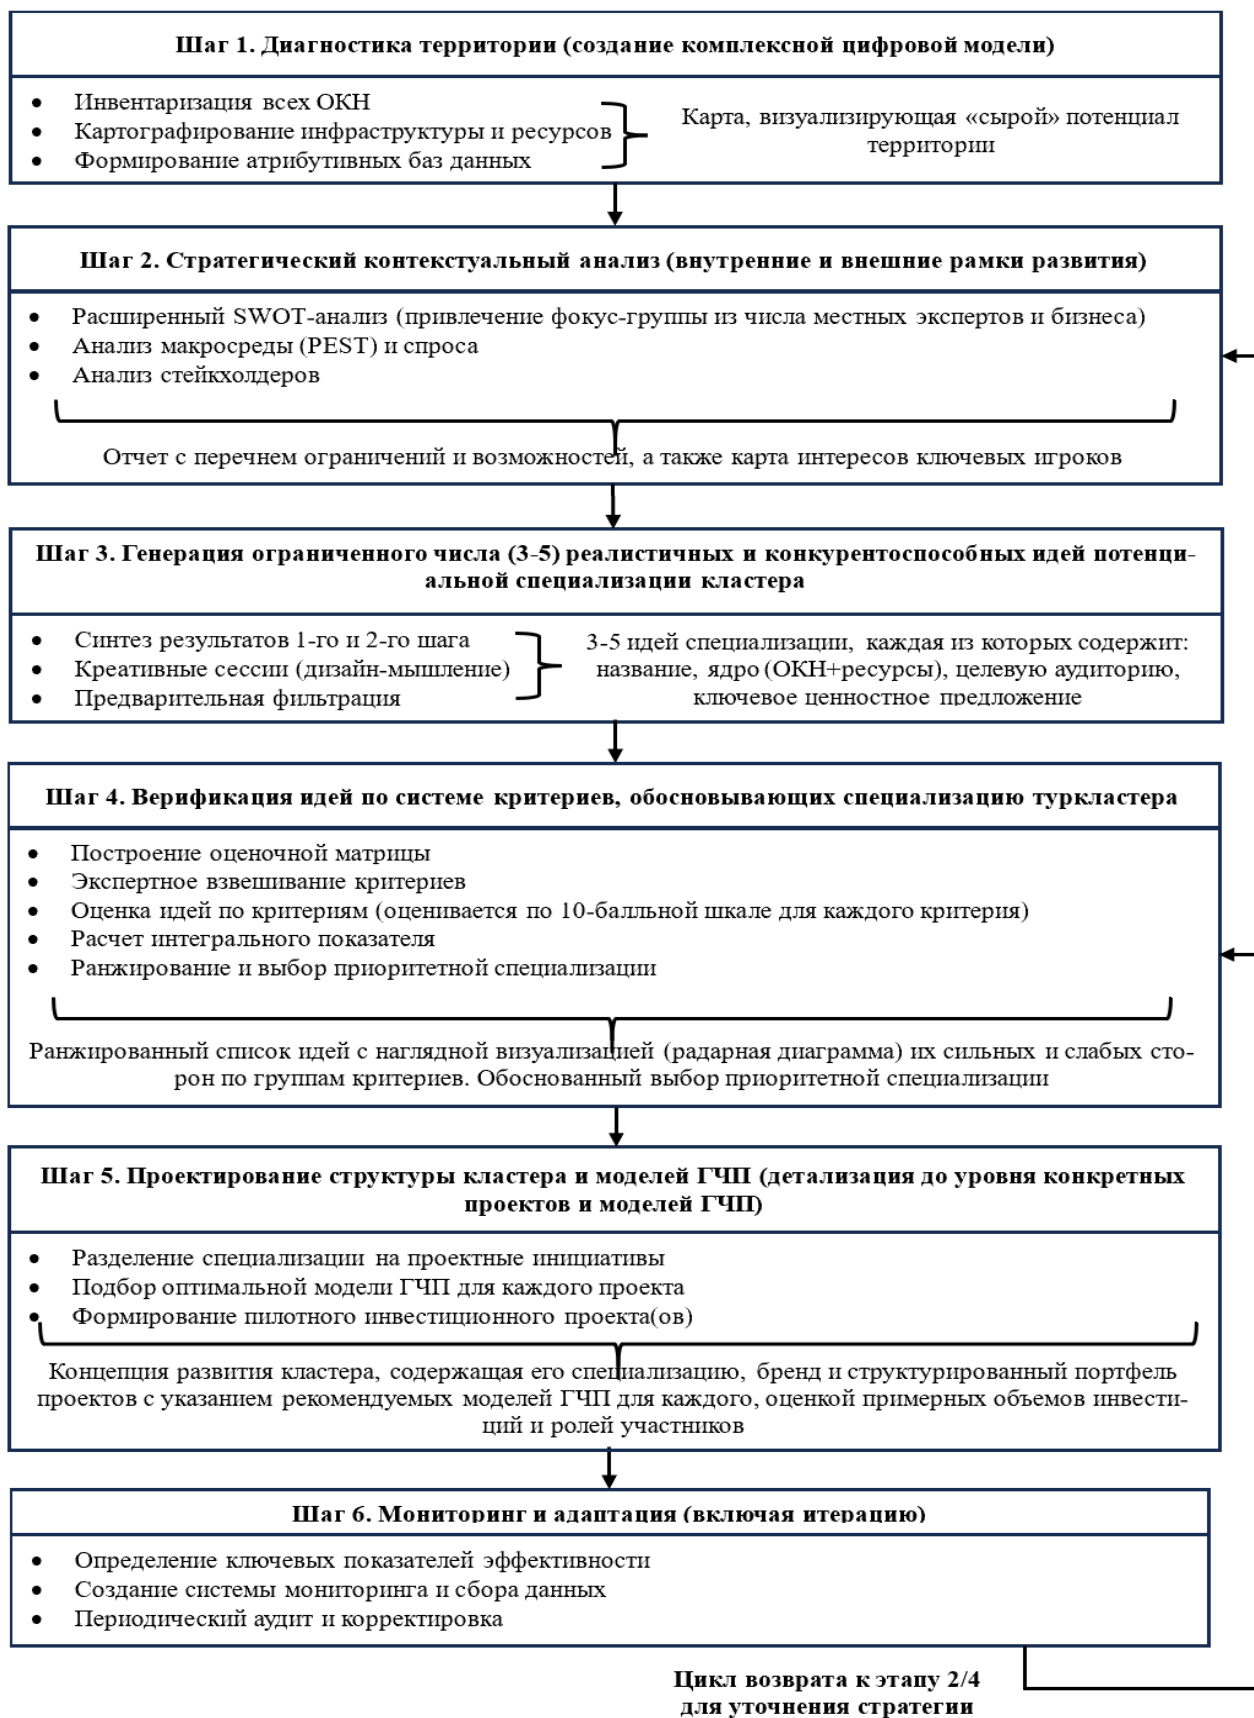 Шаг 1. Диагностика территории (создание комплексной цифровой модели)
• Инвентаризация всех ОКН
• Картографирование инфраструктуры и ресурсов
• Формирование атрибутивных баз данных
Карта, визуализирующая «сырой» потенциал
территории
Шаг 2. Стратегический контекстуальный анализ (внутренние и внешние рамки развития)
• Расширенный SWOT-анализ (привлечение фокус-группы из числа местных экспертов и бизнеса)
• Анализ макросреды (PEST) и спроса
• Анализ стейкхолдеров
Отчет с перечнем ограничений и возможностей, а также карта интересов ключевых игроков
Шаг 3. Генерация ограниченного числа (3-5) реалистичных и конкурентоспособных идей потенци-
альной специализации кластера
• Синтез результатов 1-го и 2-го шага
• Креативные сессии (дизайн-мышление)
• Предварительная фильтрация
3-5 идей специализации, каждая из которых содержит:
название, ядро (ОКН+ресурсы), целевую аудиторию,
ключевое ценностное предложение
Шаг 4. Верификация идей по системе критериев, обосновывающих специализацию туркластера
• Построение оценочной матрицы
• Экспертное взвешивание критериев
• Оценка идей по критериям (оценивается по 10-балльной шкале для каждого критерия)
• Расчет интегрального показателя
• Ранжирование и выбор приоритетной специализации
Ранжированный список идей с наглядной визуализацией (радарная диаграмма) их сильных и слабых сто-
рон по группам критериев. Обоснованный выбор приоритетной специализации
Шаг 5. Проектирование структуры кластера и моделей ГЧП (детализация до уровня конкретных
проектов и моделей ГЧП)
• Разделение специализации на проектные инициативы
• Подбор оптимальной модели ГЧП для каждого проекта
• Формирование пилотного инвестиционного проекта(ов)
Концепция развития кластера, содержащая его специализацию, бренд и структурированный портфель
проектов с указанием рекомендуемых моделей ГЧП для каждого, оценкой примерных объемов инвести-
ций и ролей участников
Шаг 6. Мониторинг и адаптация (включая итерацию)
• Определение ключевых показателей эффективности
• Создание системы мониторинга и сбора данных
• Периодический аудит и корректировка
Цикл возврата к этапу 2/4
для уточнения стратегии